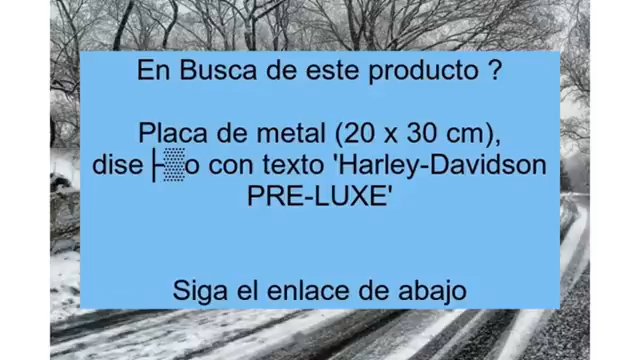 En Busca de este producto ?
Placa de metal (20 x 30 cm),
dise├▒o con texto 'Harley-Davidson
PRE-LUXE'
Siga el enlace de abajo